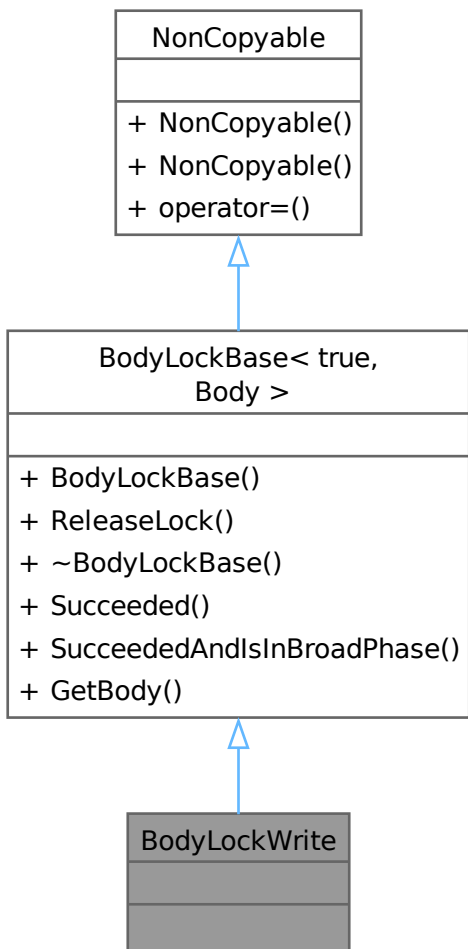 NonCopyable
+ NonCopyable()
+ NonCopyable()
+ operator=()
BodyLockBase< true,
Body >
+ BodyLockBase()
+ ReleaseLock()
+ ~BodyLockBase()
+ Succeeded()
+ SucceededAndIsInBroadPhase()
+ GetBody()
BodyLockWrite